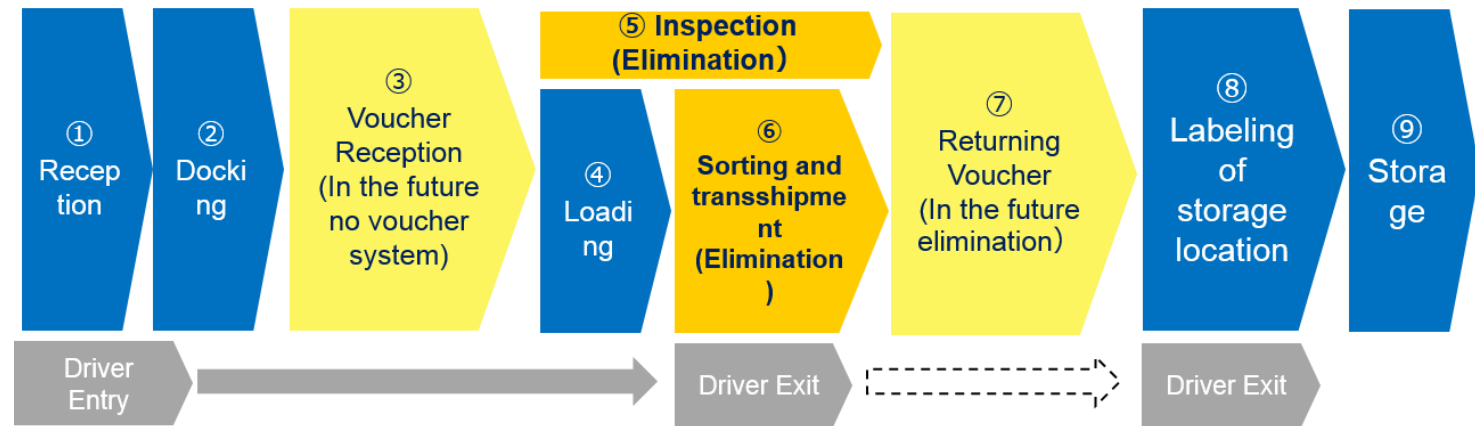 ①
Recep
tion
②
Docki
ng
③
Voucher
Reception
(In the future
no voucher
system)
⑤ Inspection
(Elimination）
④
Loadi
ng
⑥
Sorting and
transshipme
nt
(Elimination
)
⑦
Returning
Voucher
(In the future
elimination）
⑧
Labeling
of
storage
location
⑨
Stora
ge
Driver
Entry
Driver Exit
Driver Exit